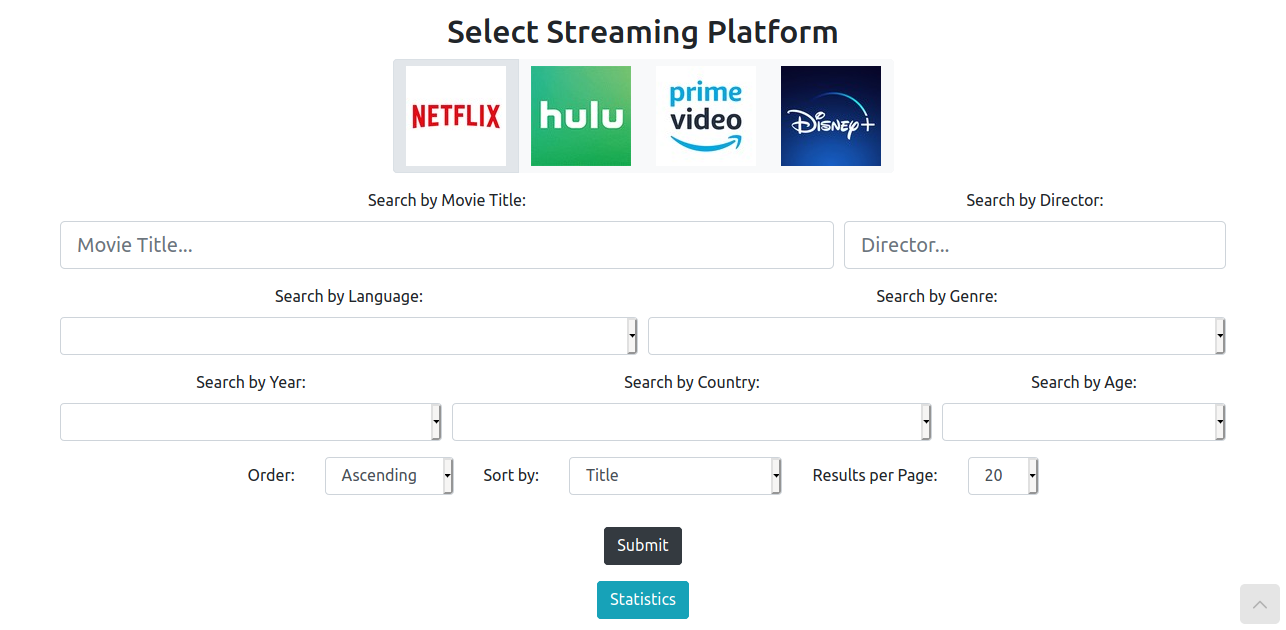 Select Streaming Platform
NETFLIX hulu prime video Disney+
Search by Movie Title: Search by Director:
Movie Title... Director...
Search by Language: Search by Genre:
Search by Year: Search by Country: Search by Age:
Order: Ascending Sort by: Title Results per Page: 20
Submit
Statistics